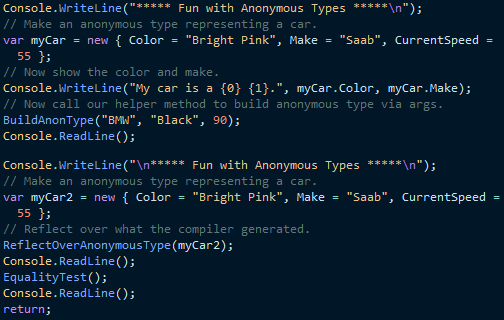 Console.WriteLine("***** Fun with Anonymous Types *****\n");
// Make an anonymous type representing a car.
var myCar = new { Color = "Bright Pink", Make = "Saab", CurrentSpeed =
55 };
// Now show the color and make.
Console.WriteLine("My car is a {0} {1}.", myCar.Color, myCar.Make);
// Now call our helper method to build anonymous type via args.
BuildAnonType("BMW", "Black", 90);
Console.ReadLine();

Console.WriteLine("\n***** Fun with Anonymous Types *****\n");
// Make an anonymous type representing a car.
var myCar2 = new { Color = "Bright Pink", Make = "Saab", CurrentSpeed =
55 };
// Reflect over what the compiler generated.
ReflectOverAnonymousType(myCar2);
Console.ReadLine();
EqualityTest();
Console.ReadLine();
return;